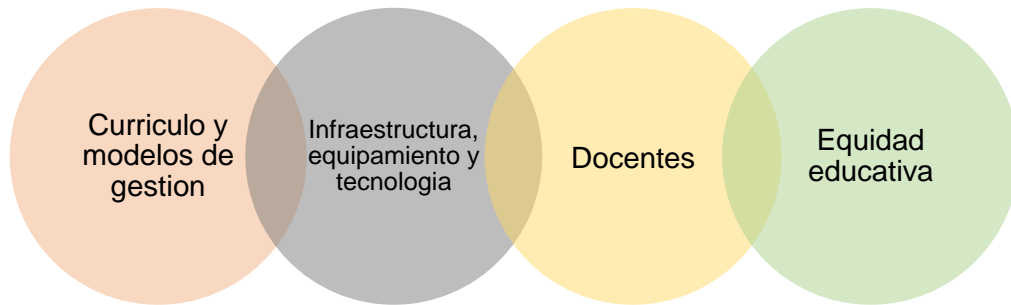 Curriculo y
modelos de
gestion
Infraestructura,
equipamiento y
tecnologia
Docentes
Equidad
educativa